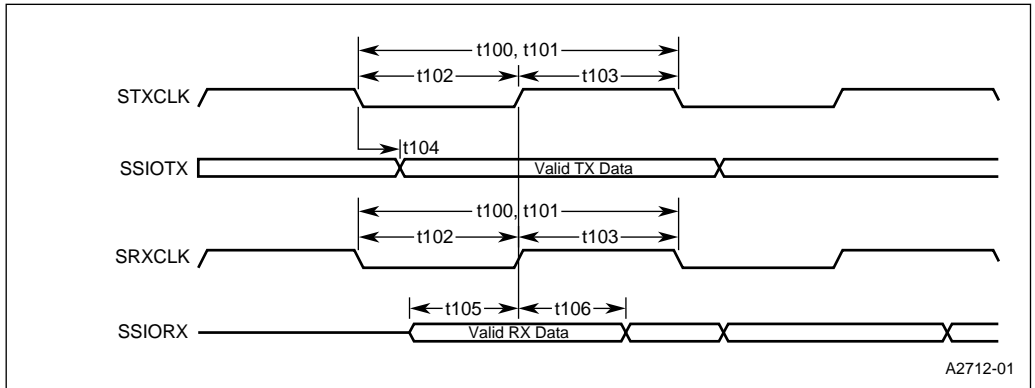 t100, t101
t102 t103
STXCLK
t104
SSIOTX Valid TX Data
t100, t101
t102 t103
SRXCLK
t105 t106
SSIORX Valid RX Data
A2712-01